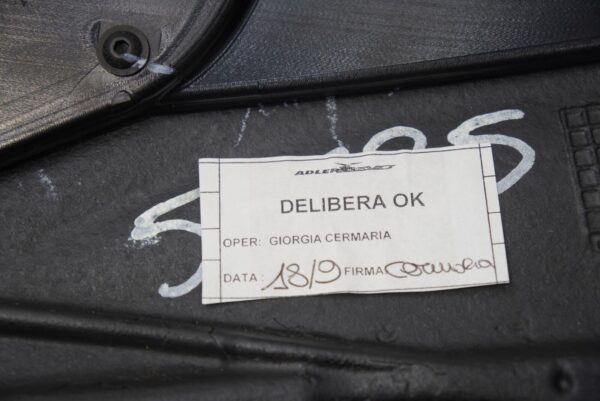 ADLER
DELIBERA OK
OPER: GIORGIA CERMARIA
DATA: 18/9 FIRMA